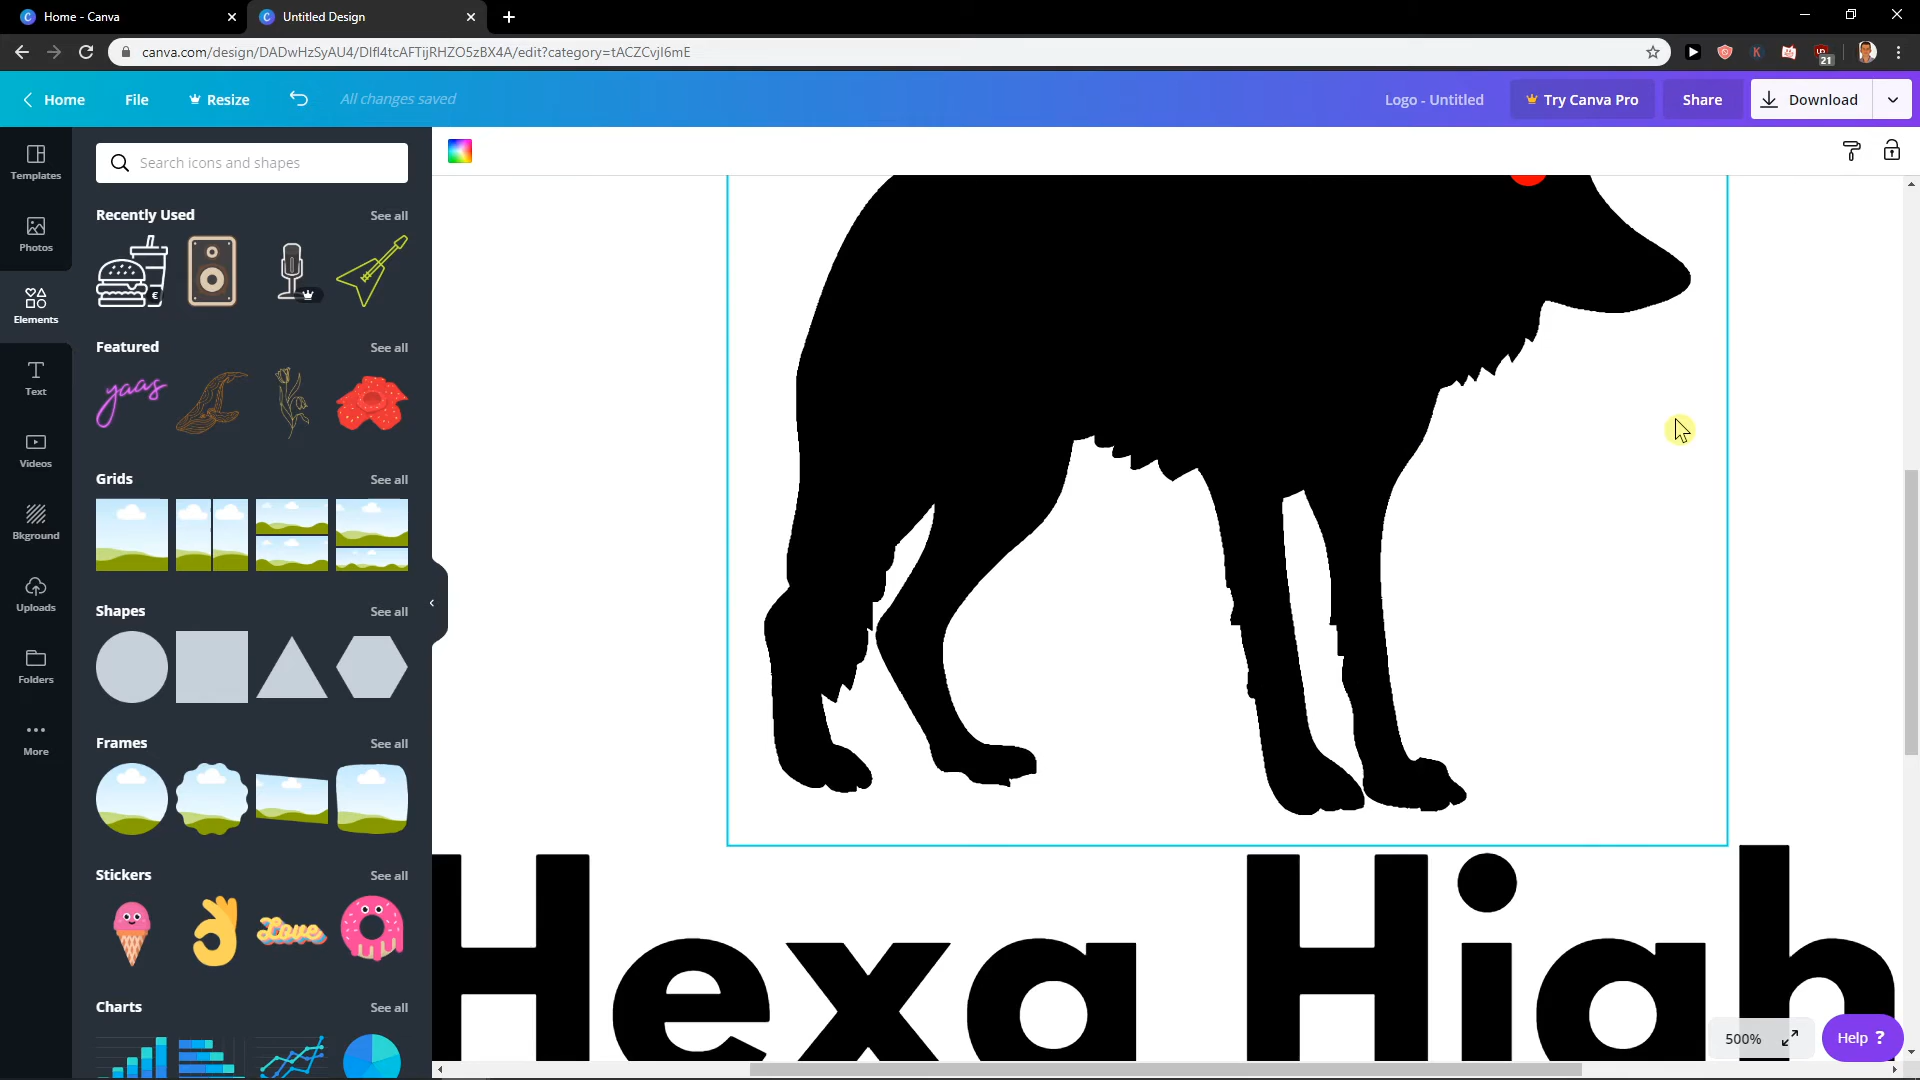 Home - Canva
Untitled Design
canva.com/design/DADwHzSyAU4/DIfl4tcAFTijRHZO5zBX4A/edit?category=tACZCvjI6mE
21
Home
File
Resize
All changes saved
Logo - Untitled
Try Canva Pro
Share
Download
Templates
Photos
Elements
Text
Videos
Bkground
Uploads
Folders
More
Search icons and shapes
Recently Used
See all
€
Featured
See all
yaas
Grids
See all
Shapes
See all
Frames
See all
Stickers
See all
Love
Charts
See all
Hexa High
500%
Help ?